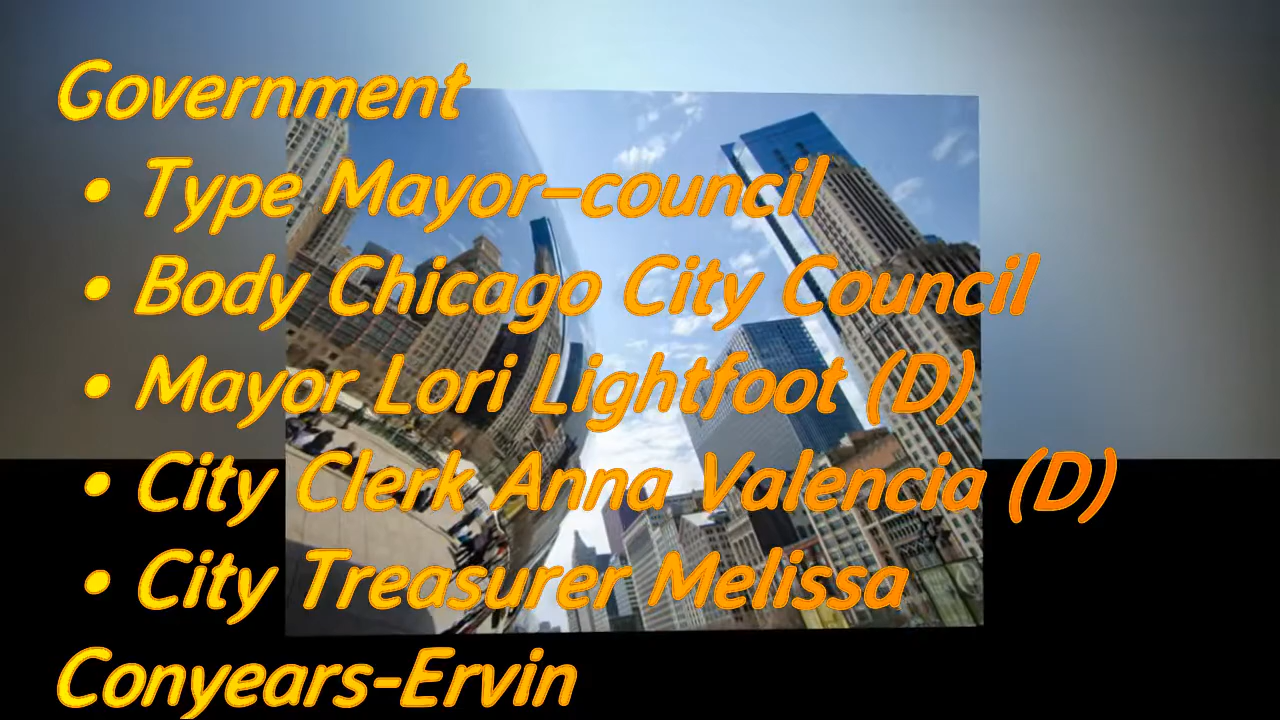 Government
• Type Mayor–council
• Body Chicago City Council
• Mayor Lori Lightfoot (D)
• City Clerk Anna Valencia (D)
• City Treasurer Melissa
Conyears-Ervin